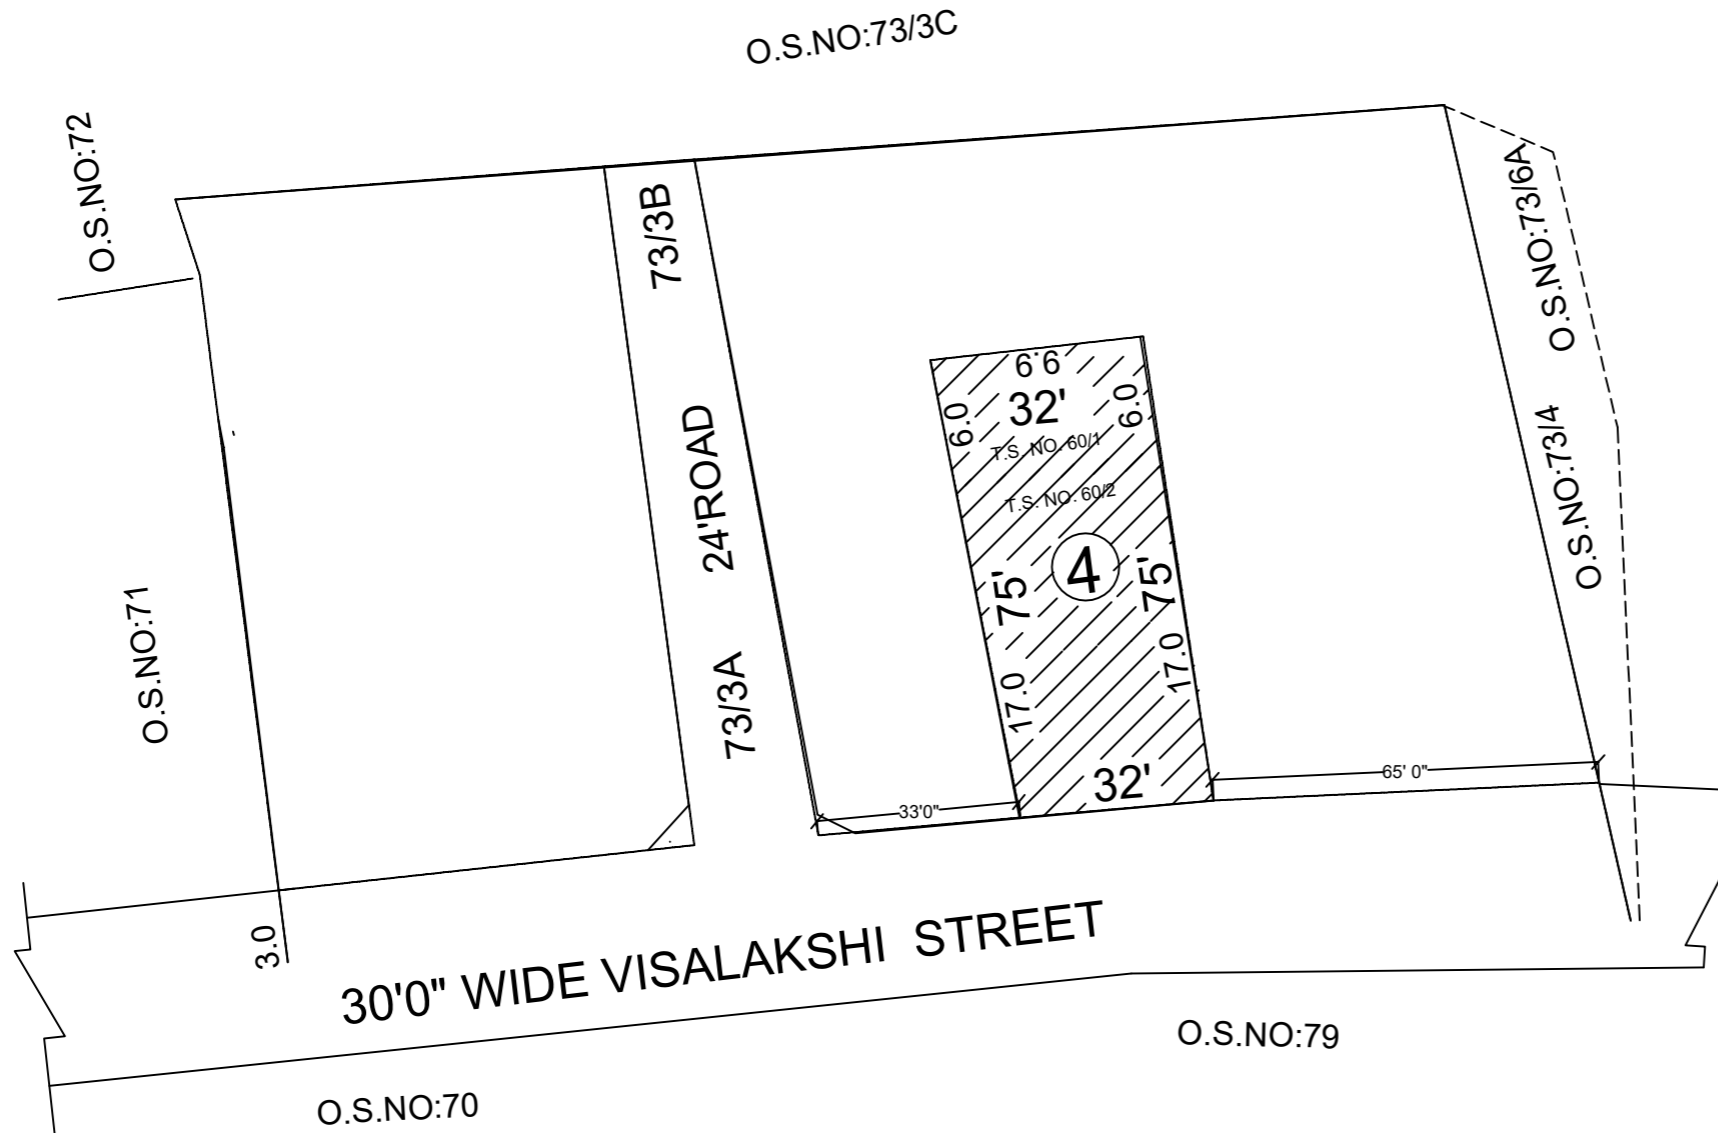 O.S.NO:73/3C
O.S.NO:72
O.S.NO:73/6A
73/3B
9.9
6.0
32'
6.0
T.S. NO. 60/1
T.S. NO. 60/2
24'ROAD
O.S.NO:73/4
4
75'
75'
O.S.NO:71
73/3A
17.0
17.0
32'
65' 0"
33'0"
3.0
30'0" WIDE VISALAKSHI STREET
O.S.NO:79
O.S.NO:70